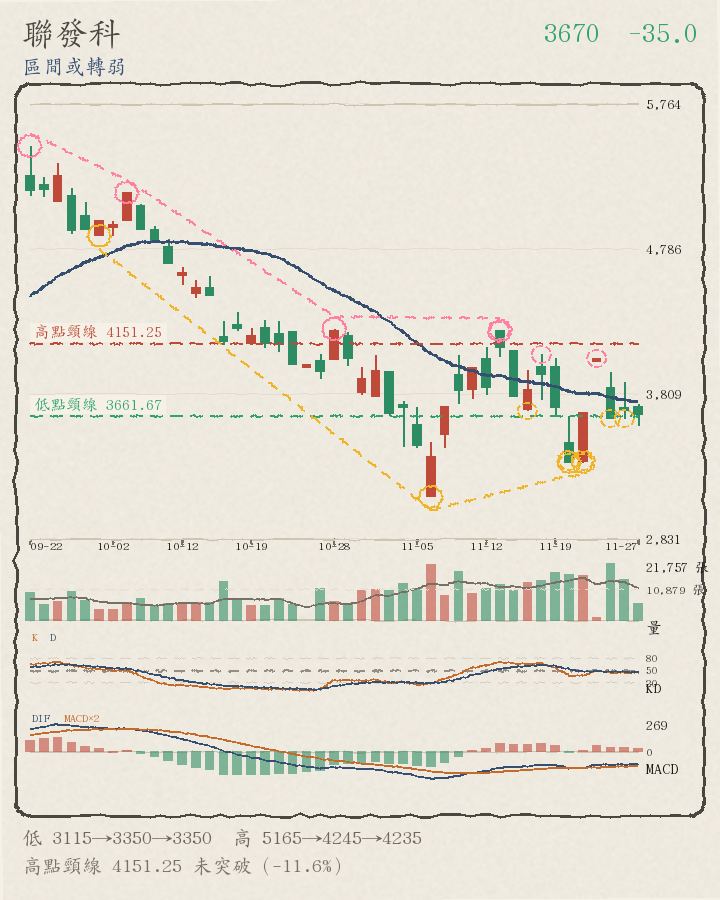 聯發科
3670 -35.0
區間或轉弱
5,764
4,786
高點頸線 4151.25
3,809
低點頸線 3661.67
2,831
09-22 10-02 10-12 10-19 10-28 11-05 11-12 11-19 11-27
21,757 張
10,879 張
量
K D
80
50
20
KD
DIF MACD×2
269
0
MACD
低 3115→3350→3350 高 5165→4245→4235
高點頸線 4151.25 未突破 (-11.6%)